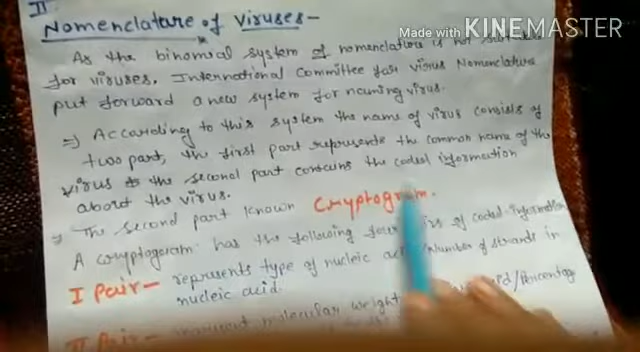 II
Made with KINEMASTER
Nomenclature of Viruses-
As the binomial system of nomenclature is not
for viruses. International Committee for virus Nomenclature
put forward a new system for naming virus.
⇒ According to this system the name of virus consists of
two part, the first part represents the common name of the
virus the second part contains the coded information
about the virus.
⇒ The second part known Cryptogram.
A cryptogram has the following of coded information
I Pair- represents type of nucleic /Number of strands in
nucleic acid.
II Pair- molecular weight /Percentage